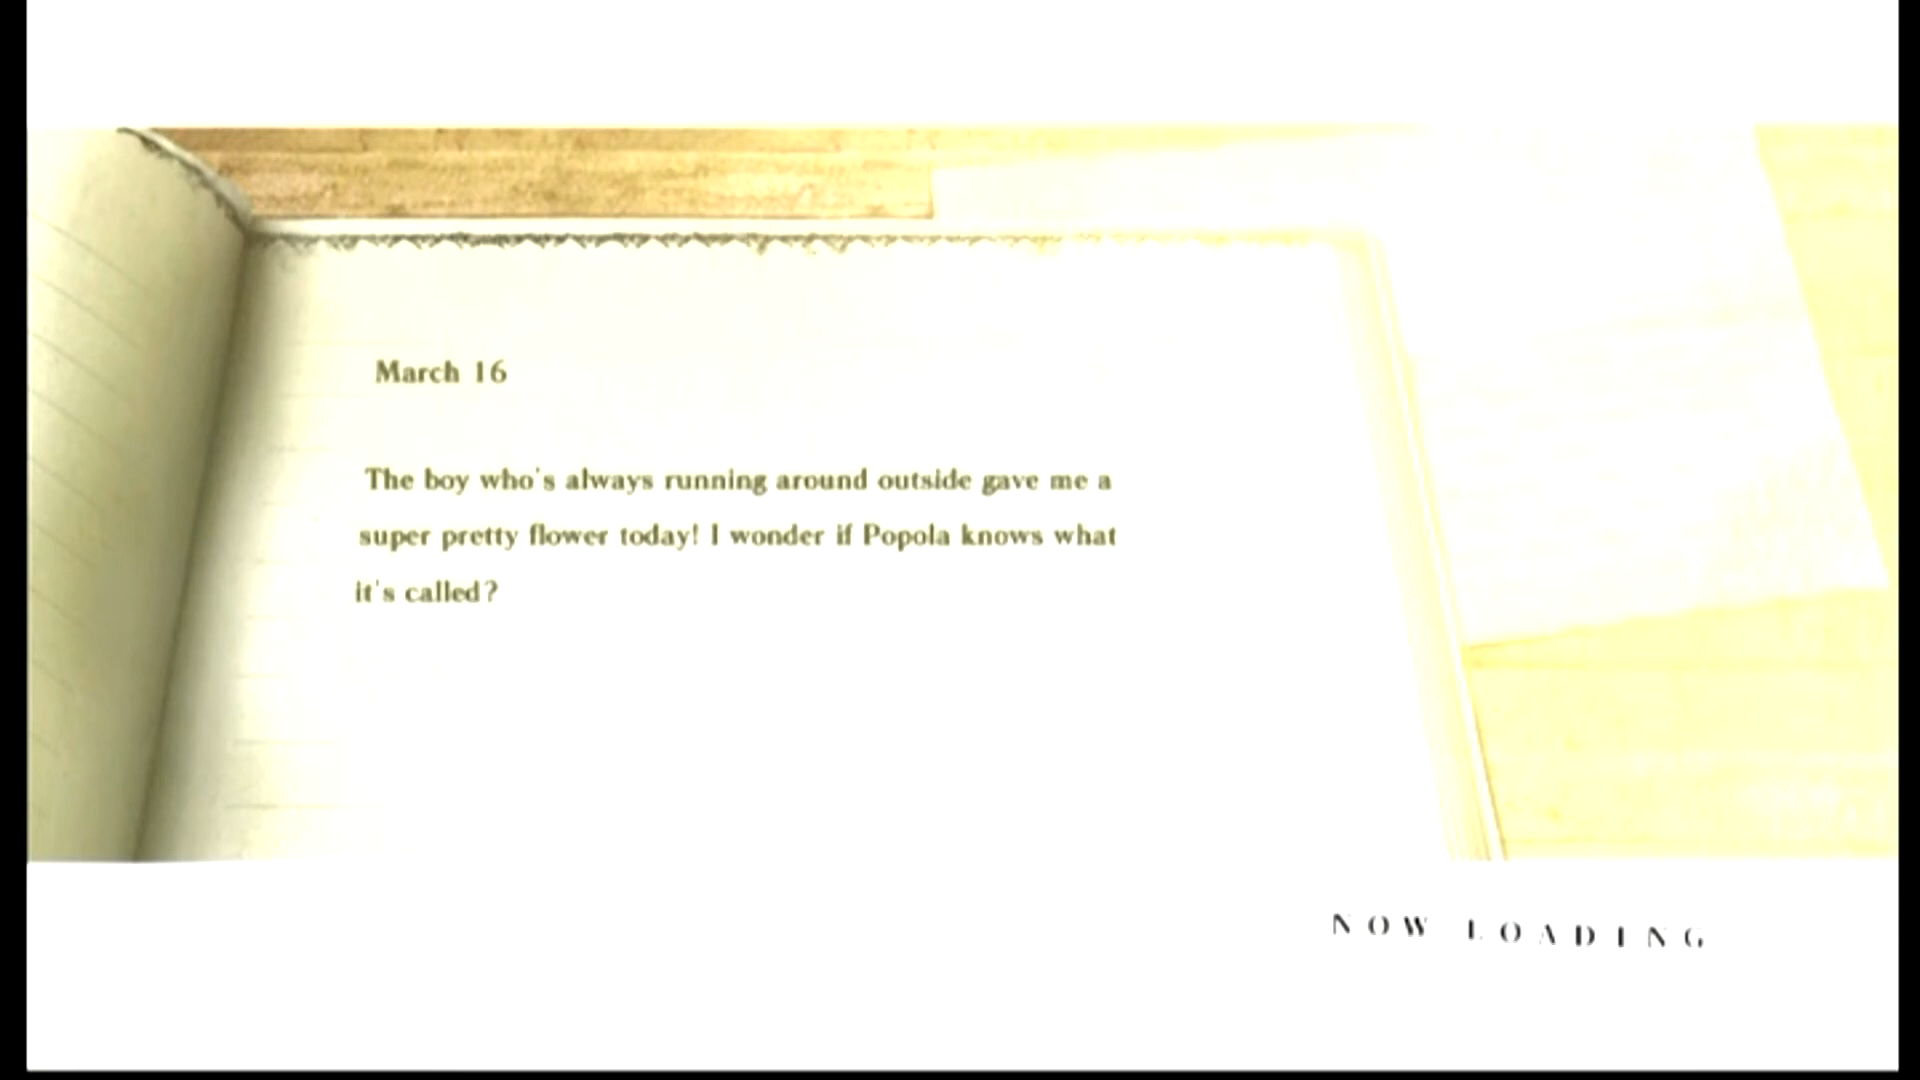 March 16
The boy who's always running around outside gave me a
super pretty flower today! I wonder if Popola knows what
it's called?
NOW LOADING